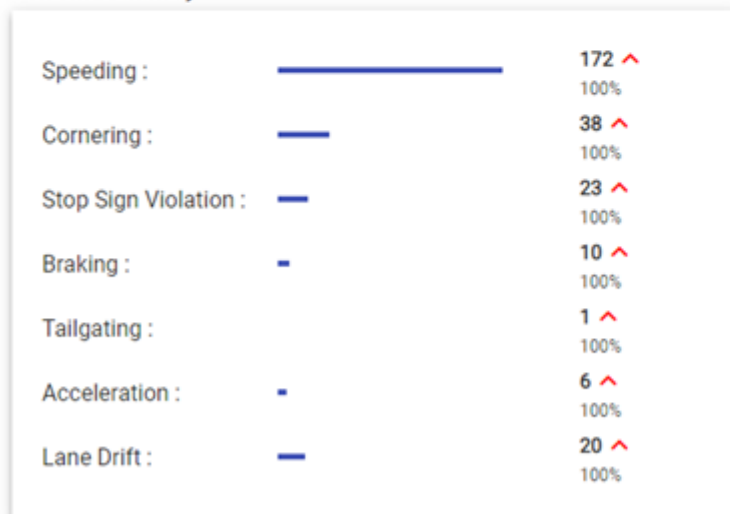 Speeding :
172
100%
Cornering :
38
100%
Stop Sign Violation :
23
100%
Braking :
10
100%
Tailgating :
1
100%
Acceleration :
6
100%
Lane Drift :
20
100%